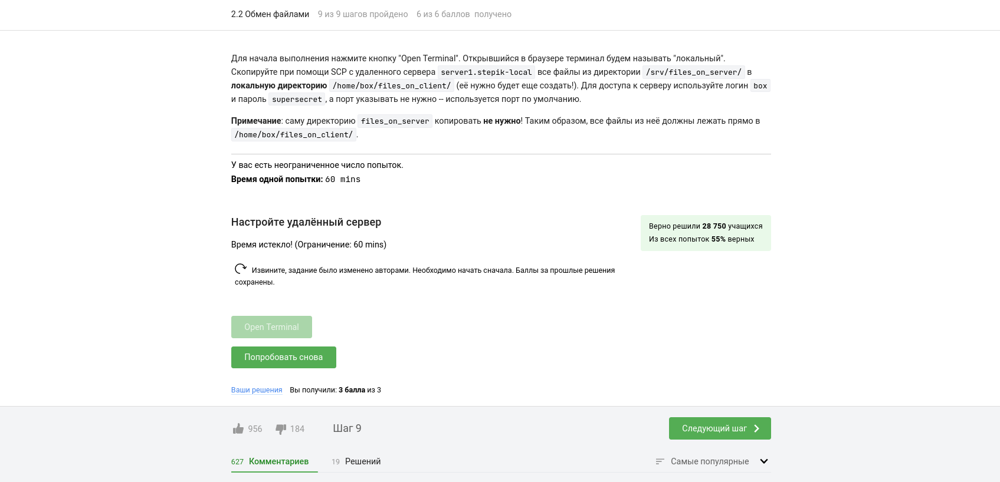 2.2 Обмен файлами 9 из 9 шагов пройдено 6 из 6 баллов получено
Для начала выполнения нажмите кнопку "Open Terminal". Открывшийся в браузере терминал будем называть "локальный".
Скопируйте при помощи SCP с удаленного сервера server1.stepik-local все файлы из директории /srv/files_on_server/ в
локальную директорию /home/box/files_on_client/ (её нужно будет еще создать!). Для доступа к серверу используйте логин box
и пароль supersecret, а порт указывать не нужно -- используется порт по умолчанию.
Примечание: саму директорию files_on_server копировать не нужно! Таким образом, все файлы из неё должны лежать прямо в
/home/box/files_on_client/.
У вас есть неограниченное число попыток.
Время одной попытки: 60 mins
Настройте удалённый сервер
Верно решили 28 750 учащихся
Из всех попыток 55% верных
Время истекло! (Ограничение: 60 mins)
Извините, задание было изменено авторами. Необходимо начать сначала. Баллы за прошлые решения
сохранены.
Open Terminal
Попробовать снова
Ваши решения Вы получили: 3 балла из 3
956 184 Шаг 9 Следующий шаг
627 Комментариев 19 Решений Самые популярные